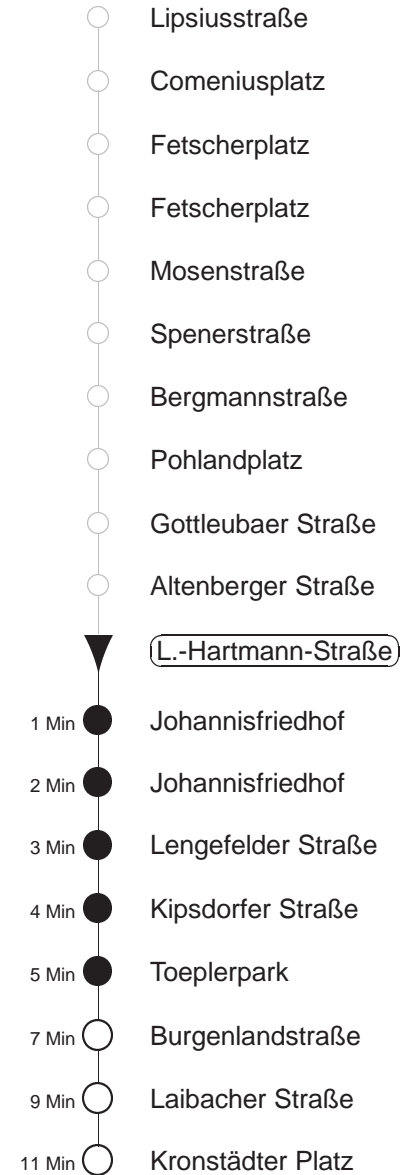 Lipsiusstraße
Comeniusplatz
Fetscherplatz
Fetscherplatz
Mosenstraße
Spenerstraße
Bergmannstraße
Pohlandplatz
Gottleubaer Straße
Altenberger Straße
L.-Hartmann-Straße
1 Min Johannisfriedhof
2 Min Johannisfriedhof
3 Min Lengefelder Straße
4 Min Kipsdorfer Straße
5 Min Toeplerpark
7 Min Burgenlandstraße
9 Min Laibacher Straße
11 Min Kronstädter Platz